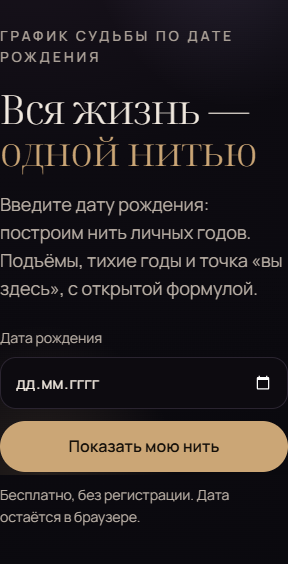 ГРАФИК СУДЬБЫ ПО ДАТЕ
РОЖДЕНИЯ
Вся жизнь —
одной нитью
Введите дату рождения:
построим нить личных годов.
Подъёмы, тихие годы и точка «вы
здесь», с открытой формулой.
Дата рождения
дд.мм.гггг
Показать мою нить
Бесплатно, без регистрации. Дата
остаётся в браузере.